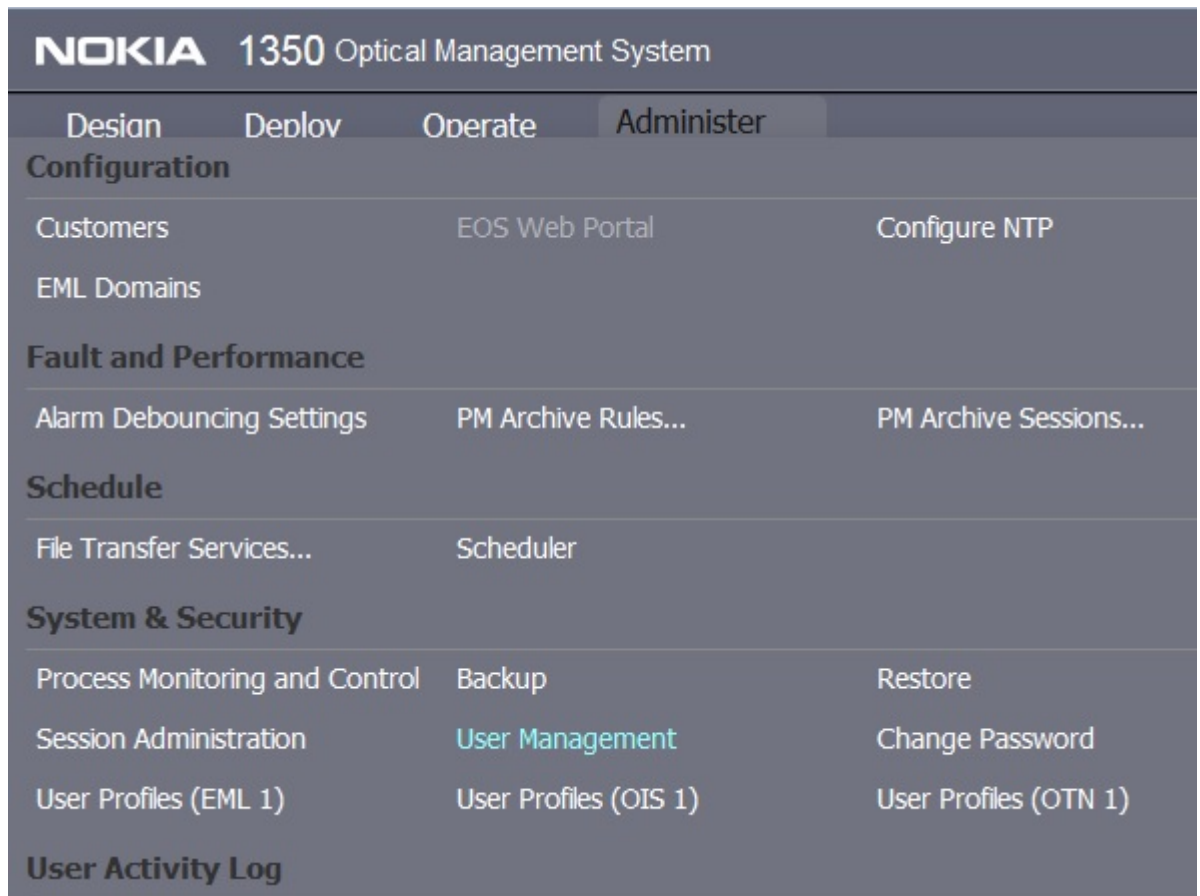 NOKIA 1350 Optical Management System
Design Deploy Operate Administer
Configuration
Customers EOS Web Portal Configure NTP
EML Domains
Fault and Performance
Alarm Debouncing Settings PM Archive Rules... PM Archive Sessions...
Schedule
File Transfer Services... Scheduler
System & Security
Process Monitoring and Control Backup Restore
Session Administration User Management Change Password
User Profiles (EML 1) User Profiles (OIS 1) User Profiles (OTN 1)
User Activity Log